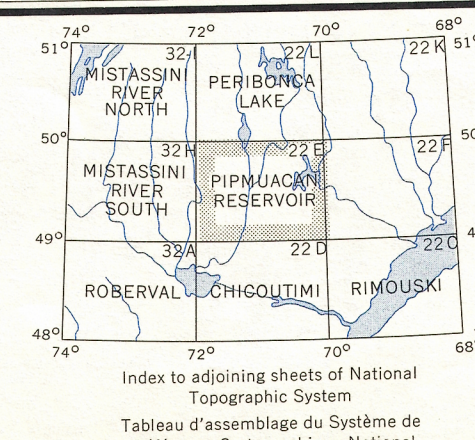 74° 72° 70° 68°
51° 32 I 22 L 22 K 51°
MISTASSINI
RIVER
NORTH
PERIBONCA
LAKE
50° 32 H 22 E 22 F
MISTASSINI
RIVER
SOUTH
PIPMUACAN
RESERVOIR
49° 32 A 22 D 22 C
ROBERVAL CHICOUTIMI RIMOUSKI
48°
74° 72° 70°
Index to adjoining sheets of National
Topographic System
Tableau d'assemblage du Système de